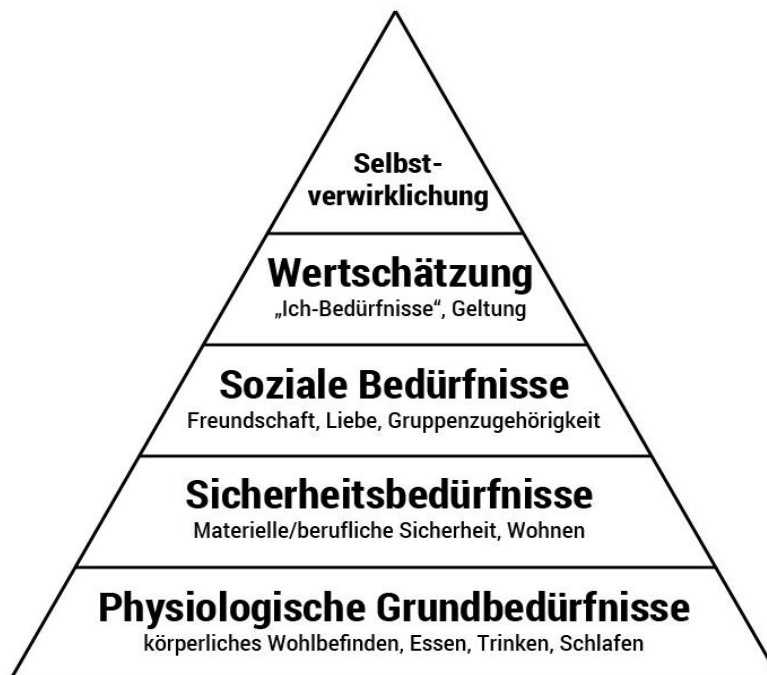 Selbst-
verwirklichung
Wertschätzung
„Ich-Bedürfnisse“, Geltung
Soziale Bedürfnisse
Freundschaft, Liebe, Gruppenzugehörigkeit
Sicherheitsbedürfnisse
Materielle/berufliche Sicherheit, Wohnen
Physiologische Grundbedürfnisse
körperliches Wohlbefinden, Essen, Trinken, Schlafen